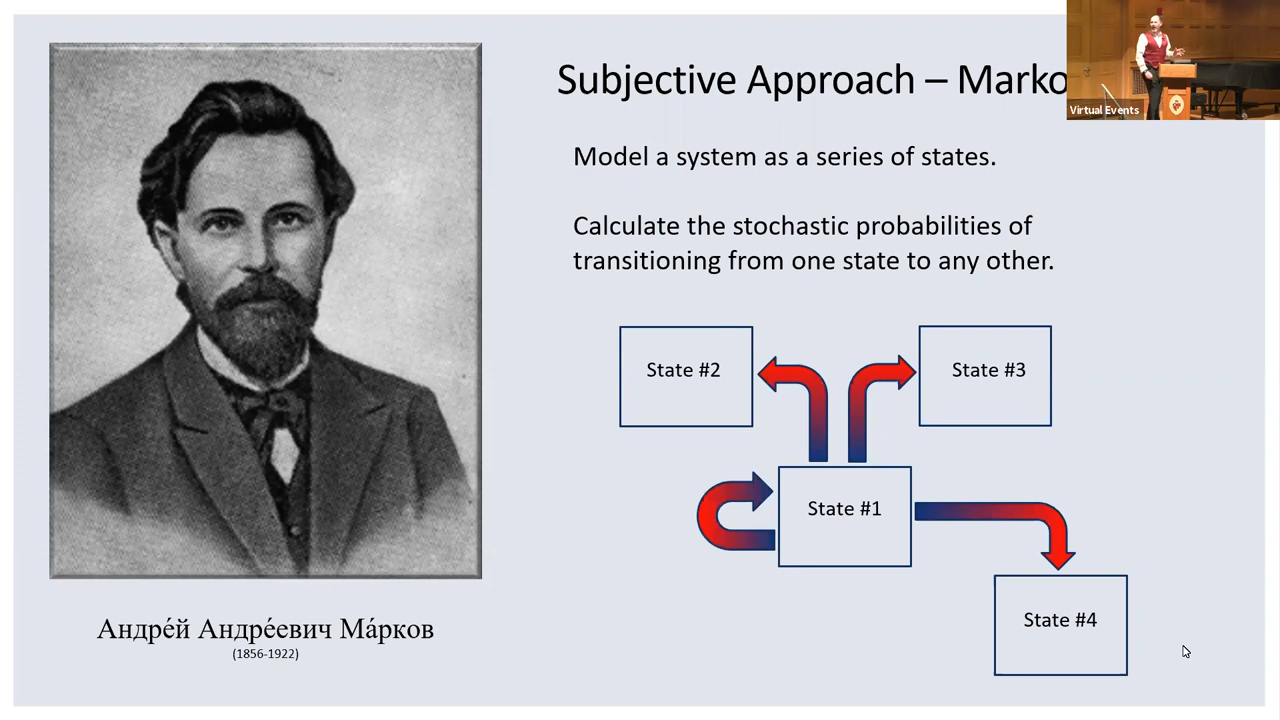 Subjective Approach – Marko
Virtual Events
Model a system as a series of states.
Calculate the stochastic probabilities of
transitioning from one state to any other.
State #2
State #3
State #1
State #4
Андре́й Андре́евич Ма́рков
(1856-1922)